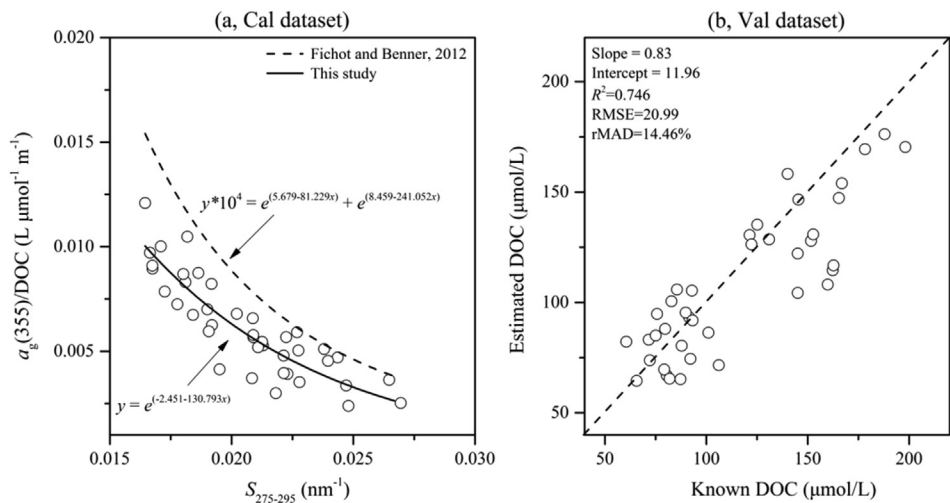 (a, Cal dataset)
a_g(355)/DOC (L μmol⁻¹ m⁻¹)
0.020
0.015
0.010
0.005
0.000
Fichot and Benner, 2012
This study
y*10⁴ = e^(5.679-81.229x) + e^(8.459-241.052x)
y = e^(-2.451-130.793x)
0.015
0.020
0.025
0.030
S₂₇₅₋₂₉₅ (nm⁻¹)
(b, Val dataset)
Estimated DOC (μmol/L)
200
150
100
50
Slope = 0.83
Intercept = 11.96
R²=0.746
RMSE=20.99
rMAD=14.46%
50
100
150
200
Known DOC (μmol/L)